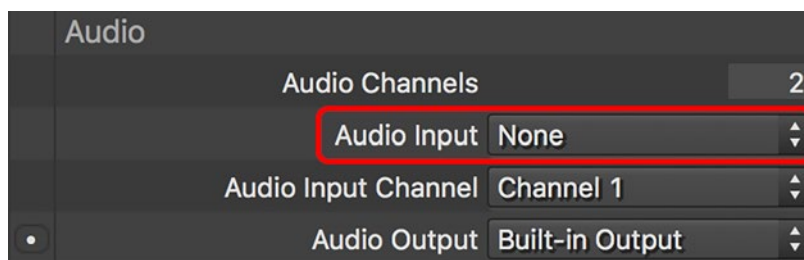 Audio
Audio Channels 2
Audio Input None
Audio Input Channel Channel 1
Audio Output Built-in Output